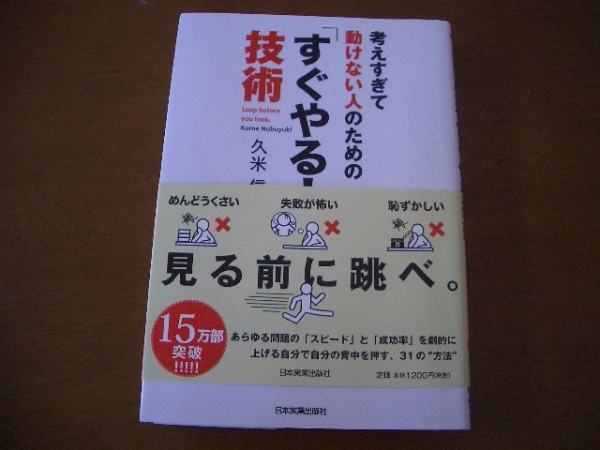 考えすぎて
動けない人のための
「すぐやる!
技術
Leap before
you look.
Kume Nobuyuki
久米
めんどうくさい
失敗が怖い
恥ずかしい
見る前に跳べ。
15万部
突破
!!!!!
あらゆる問題の「スピード」と「成功率」を劇的に
上げる自分で自分の背中を押す、31の"方法"
日本実業出版社
定価 本体1200円(税別)
日本実業出版社